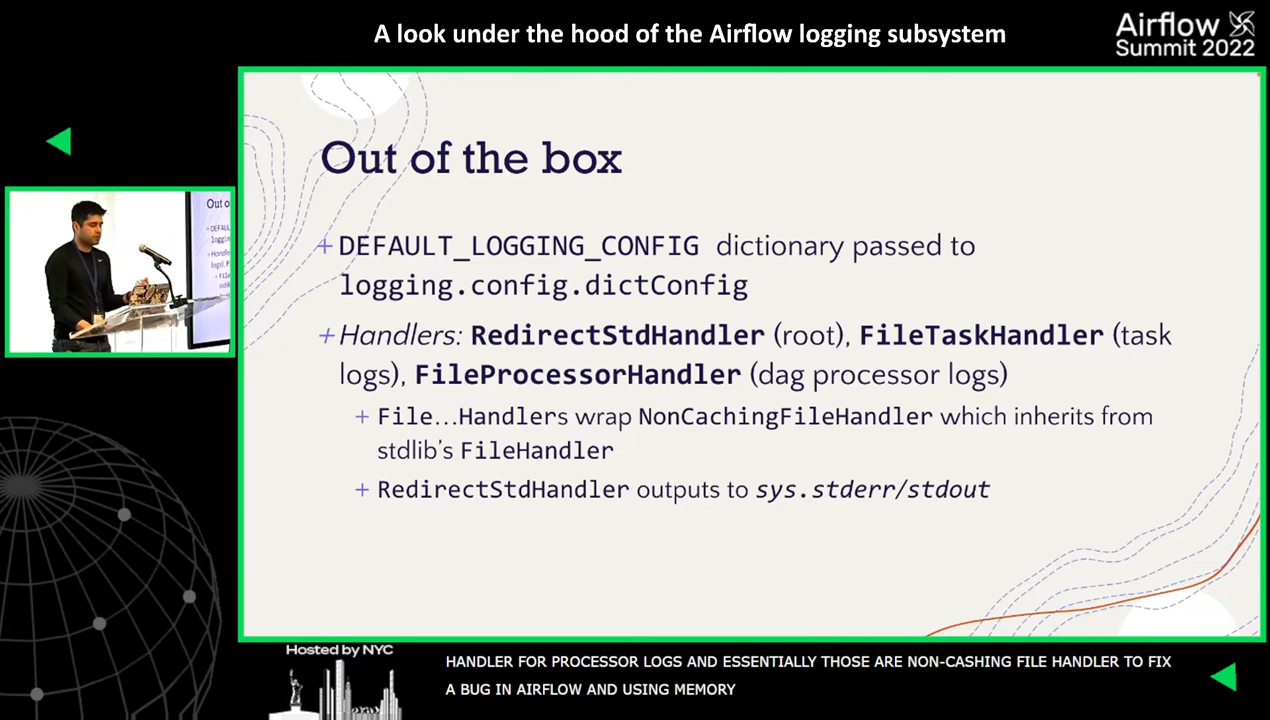 A look under the hood of the Airflow logging subsystem
Airflow
Summit 2022
Out of the box
+ DEFAULT_LOGGING_CONFIG dictionary passed to
logging.config.dictConfig
+ Handlers: RedirectStdHandler (root), FileTaskHandler (task
logs), FileProcessorHandler (dag processor logs)
+ File...Handlers wrap NonCachingFileHandler which inherits from
stdlib's FileHandler
+ RedirectStdHandler outputs to sys.stderr/stdout
Hosted by NYC
HANDLER FOR PROCESSOR LOGS AND ESSENTIALLY THOSE ARE NON-CASHING FILE HANDLER TO FIX
A BUG IN AIRFLOW AND USING MEMORY